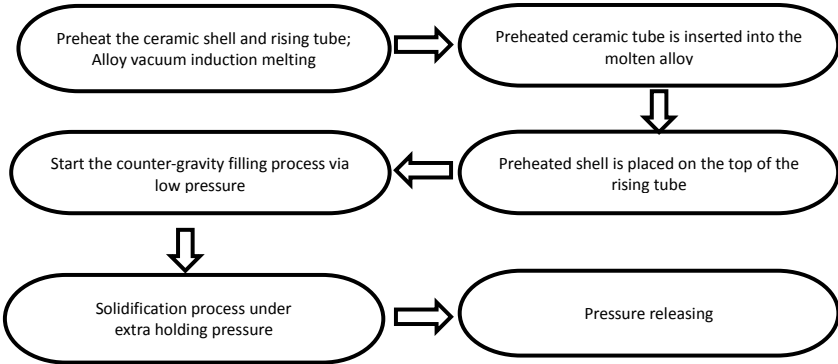 Preheat the ceramic shell and rising tube;
Alloy vacuum induction melting
Preheated ceramic tube is inserted into the
molten alloy
Preheated shell is placed on the top of the
rising tube
Start the counter-gravity filling process via
low pressure
Solidification process under
extra holding pressure
Pressure releasing